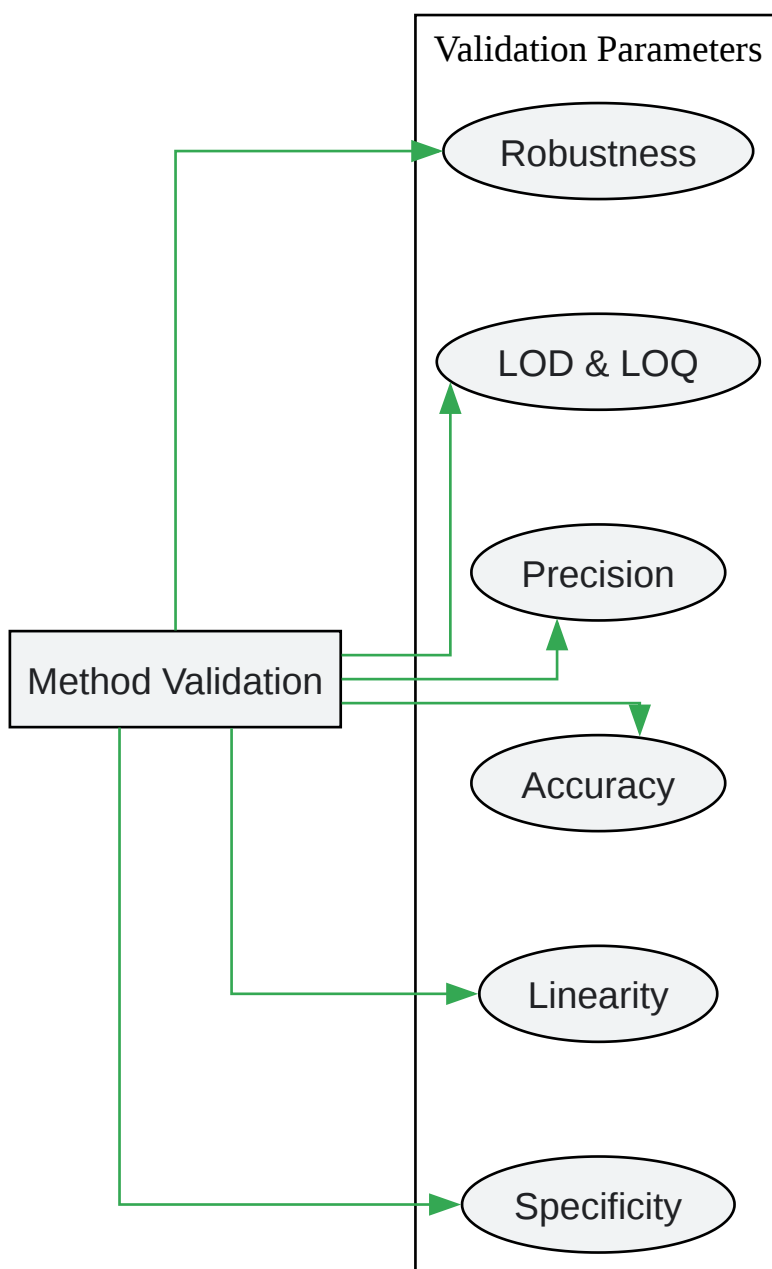 Validation Parameters
Robustness
LOD & LOQ
Precision
Method Validation
Accuracy
Linearity
Specificity